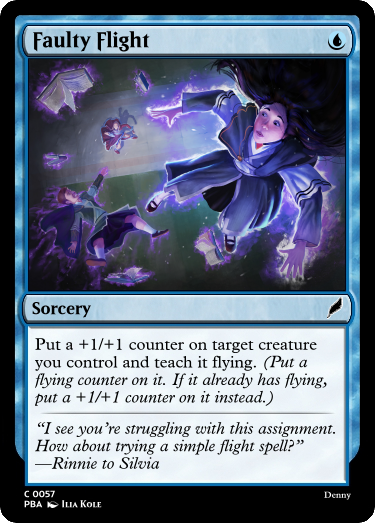 Faulty Flight
Sorcery
Put a +1/+1 counter on target creature
you control and teach it flying. (Put a
flying counter on it. If it already has flying,
put a +1/+1 counter on it instead.)
“I see you’re struggling with this assignment.
How about trying a simple flight spell?”
—Rinnie to Silvia
C 0057
PBA Ilia Kole
Denny